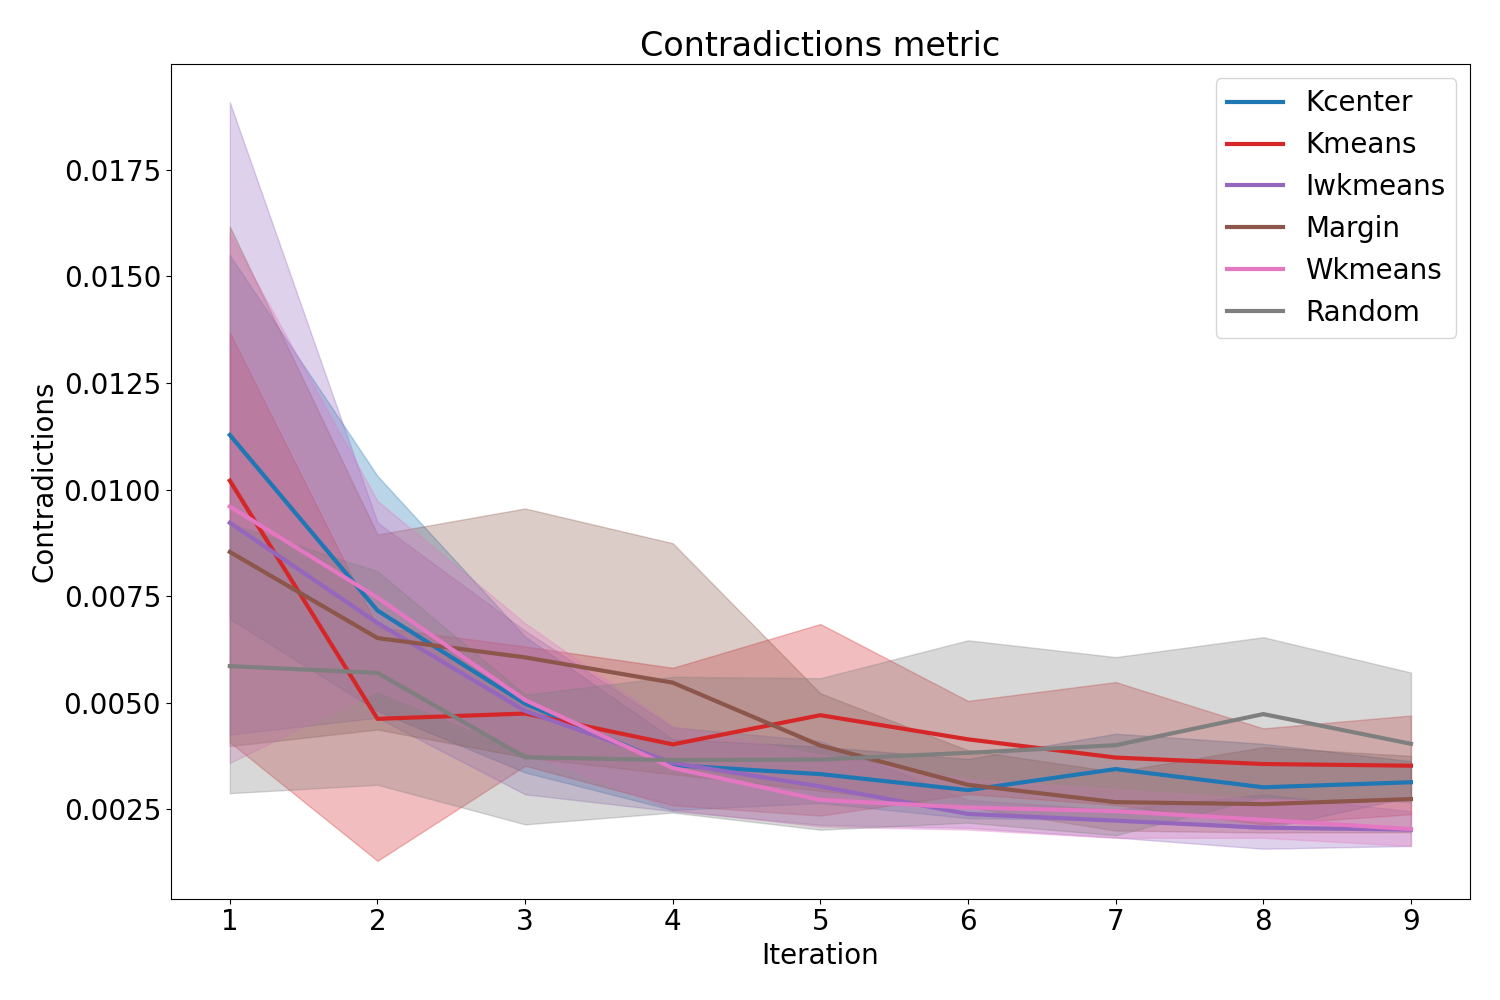 Contradictions metric
Kcenter
Kmeans
Iwkmeans
Margin
Wkmeans
Random
Contradictions
0.0175
0.0150
0.0125
0.0100
0.0075
0.0050
0.0025
1 2 3 4 5 6 7 8 9
Iteration